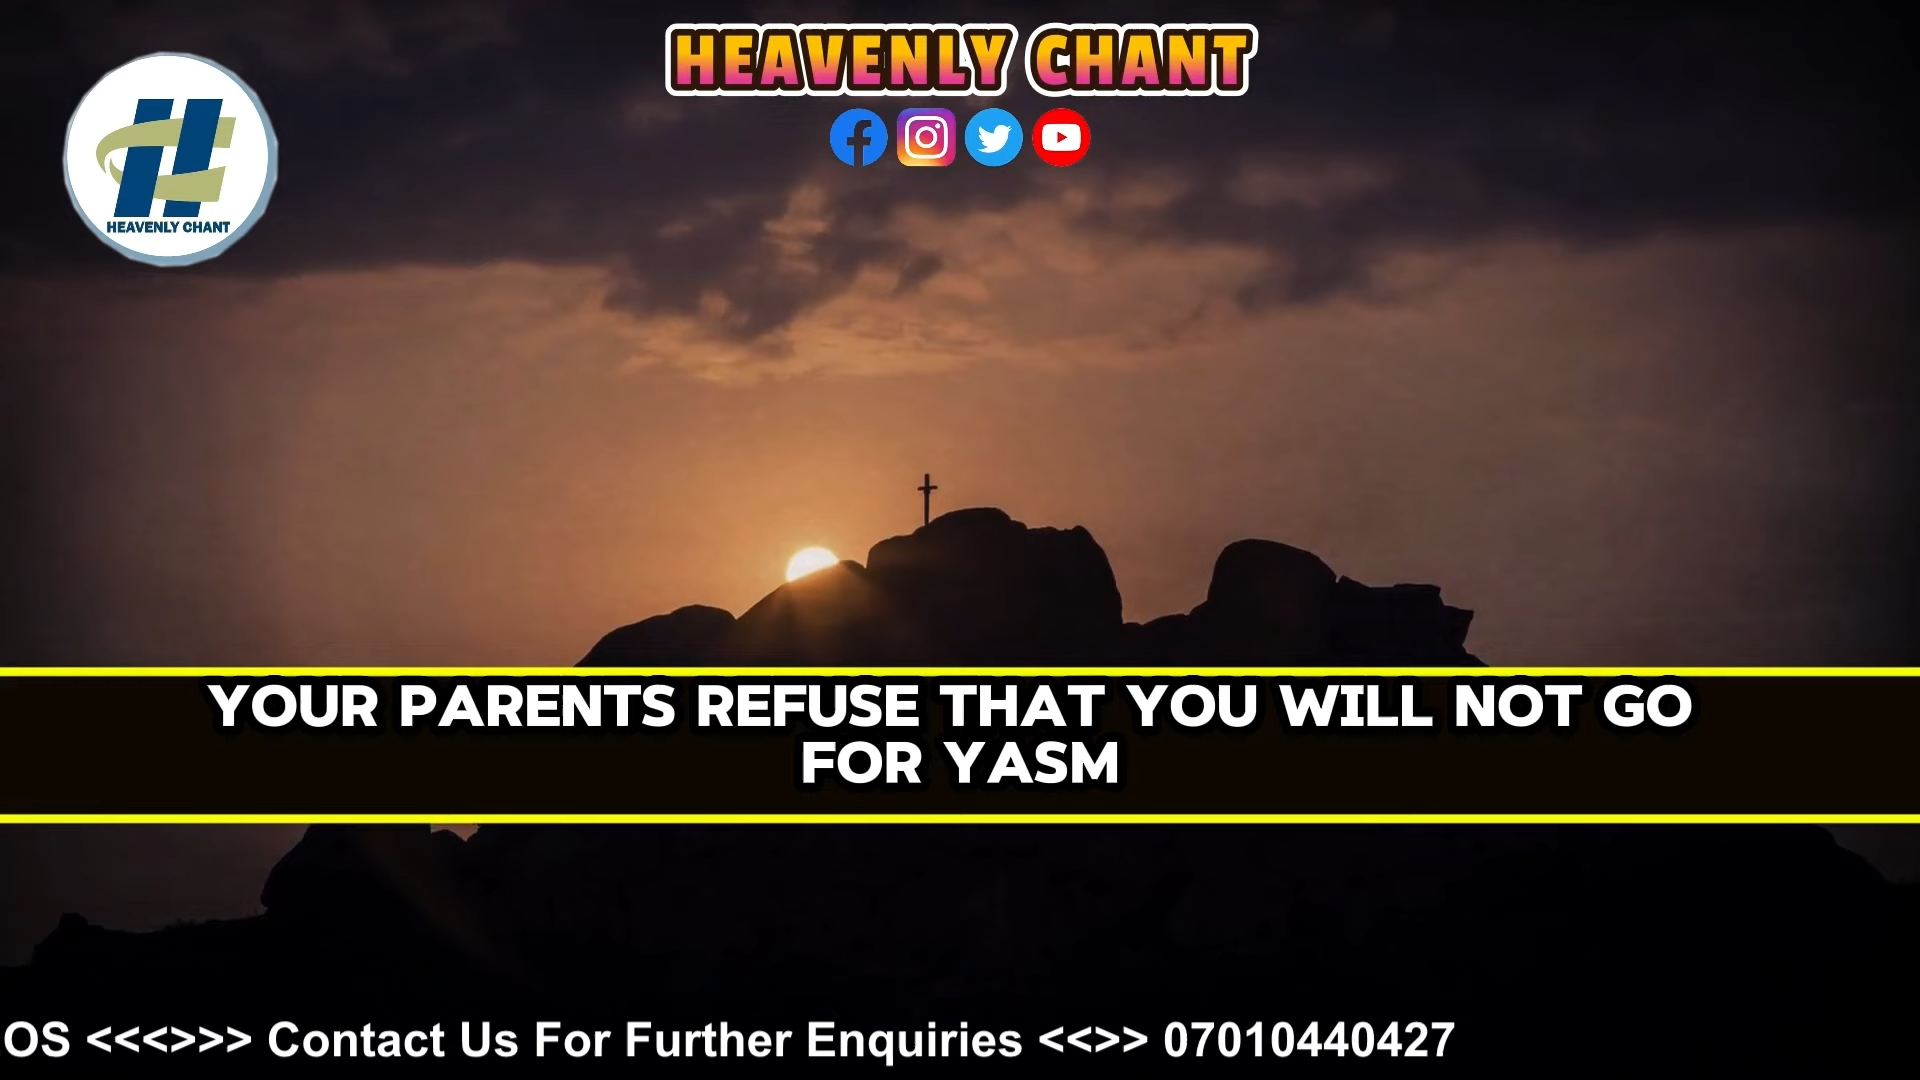 HEAVENLY CHANT
HEAVENLY CHANT
YOUR PARENTS REFUSE THAT YOU WILL NOT GO
FOR YASM
OS <<<>>> Contact Us For Further Enquiries <<>> 07010440427